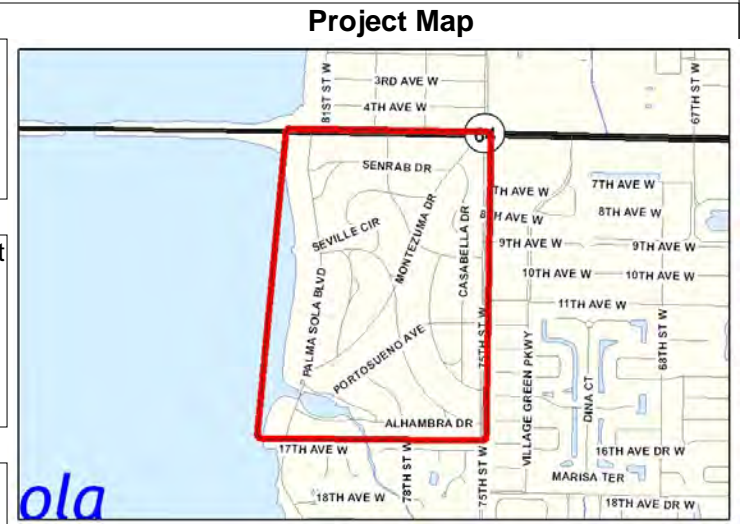 Project Map
t
81ST ST W
3RD AVE W
4TH AVE W
67TH ST W
SENRAB DR
TH AVE W
7TH AVE W
H AVE W
8TH AVE W
SEVILLE CIR
MONTEZUMA DR
CASABELLA DR
9TH AVE W
9TH AVE W
10TH AVE W
10TH AVE W
11TH AVE W
PALMA SOLA BLVD
PORTOSUENO AVE
75TH ST W
VILLAGE GREEN PKWY
DINA CT
68TH ST W
ALHAMBRA DR
17TH AVE W
78TH ST W
75TH ST W
16TH AVE DR W
MARISA TER
18TH AVE W
18TH AVE DR W
ola